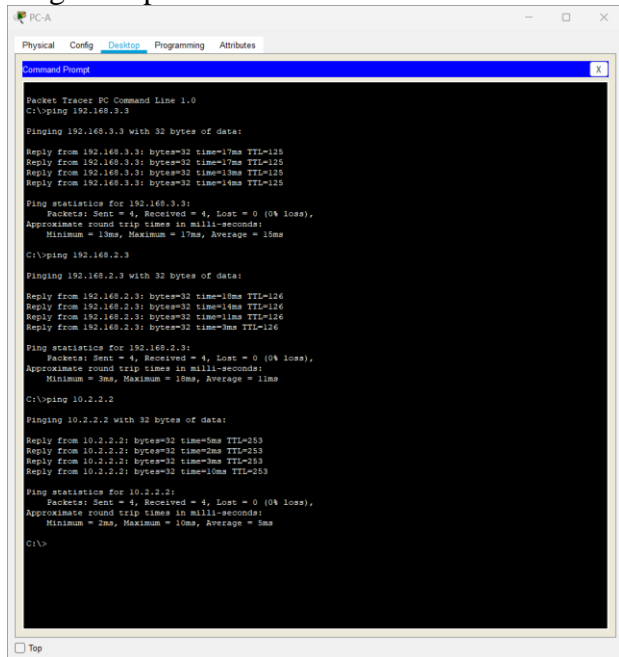 PC-A
Physical Config Desktop Programming Attributes
Command Prompt
X
Packet Tracer PC Command Line 1.0
C:\>ping 192.168.3.3
Pinging 192.168.3.3 with 32 bytes of data:
Reply from 192.168.3.3: bytes=32 time=17ms TTL=125
Reply from 192.168.3.3: bytes=32 time=17ms TTL=125
Reply from 192.168.3.3: bytes=32 time=13ms TTL=125
Reply from 192.168.3.3: bytes=32 time=14ms TTL=125
Ping statistics for 192.168.3.3:
Packets: Sent = 4, Received = 4, Lost = 0 (0% loss),
Approximate round trip times in milli-seconds:
Minimum = 13ms, Maximum = 17ms, Average = 15ms
C:\>ping 192.168.2.3
Pinging 192.168.2.3 with 32 bytes of data:
Reply from 192.168.2.3: bytes=32 time=18ms TTL=126
Reply from 192.168.2.3: bytes=32 time=14ms TTL=126
Reply from 192.168.2.3: bytes=32 time=11ms TTL=126
Reply from 192.168.2.3: bytes=32 time=3ms TTL=126
Ping statistics for 192.168.2.3:
Packets: Sent = 4, Received = 4, Lost = 0 (0% loss),
Approximate round trip times in milli-seconds:
Minimum = 3ms, Maximum = 18ms, Average = 11ms
C:\>ping 10.2.2.2
Pinging 10.2.2.2 with 32 bytes of data:
Reply from 10.2.2.2: bytes=32 time=5ms TTL=253
Reply from 10.2.2.2: bytes=32 time=2ms TTL=253
Reply from 10.2.2.2: bytes=32 time=3ms TTL=253
Reply from 10.2.2.2: bytes=32 time=10ms TTL=253
Ping statistics for 10.2.2.2:
Packets: Sent = 4, Received = 4, Lost = 0 (0% loss),
Approximate round trip times in milli-seconds:
Minimum = 2ms, Maximum = 10ms, Average = 5ms
C:\>
Top